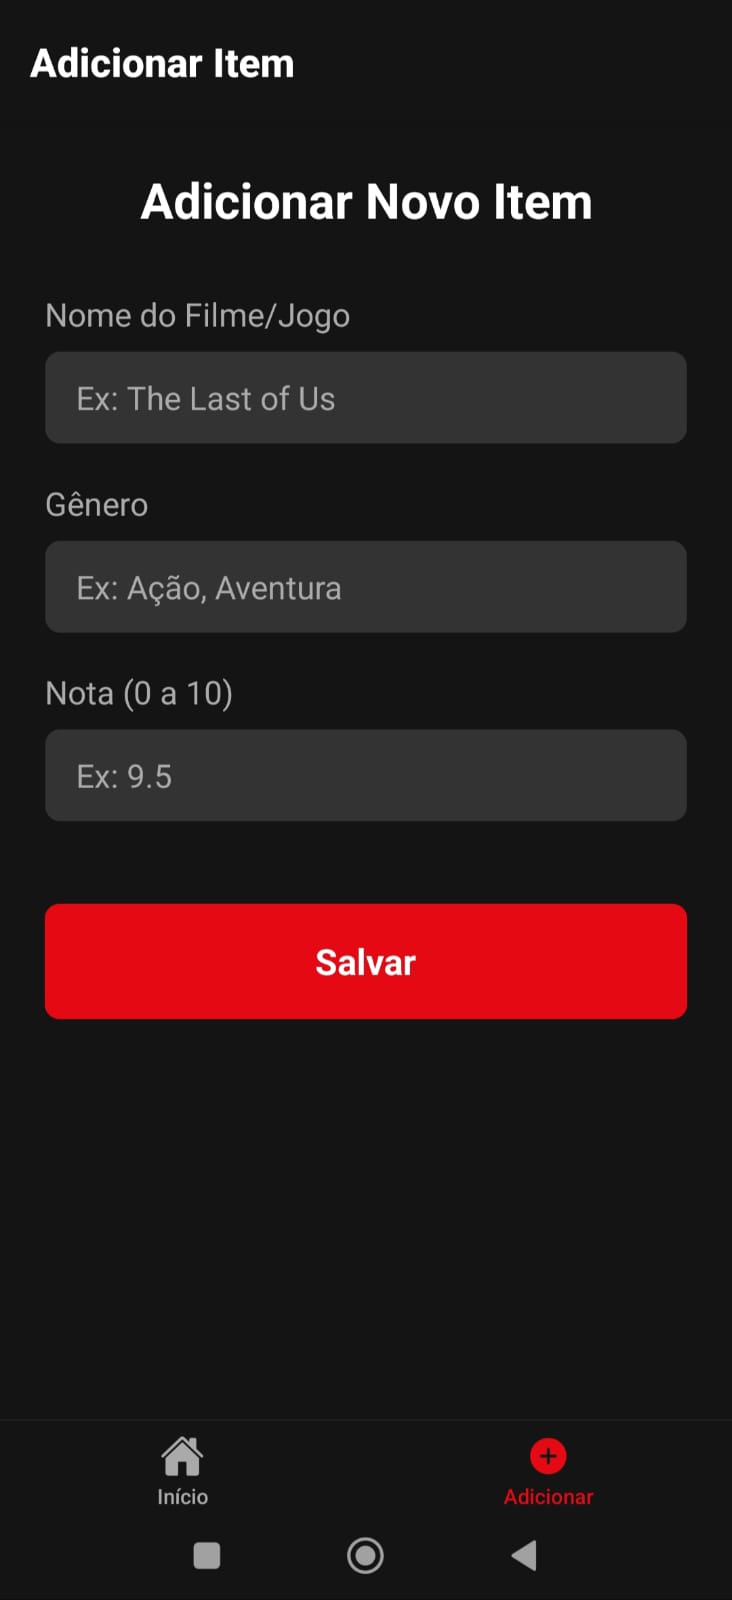 Adicionar Item
Adicionar Novo Item
Nome do Filme/Jogo
Ex: The Last of Us
Gênero
Ex: Ação, Aventura
Nota (0 a 10)
Ex: 9.5
Salvar
Início
Adicionar